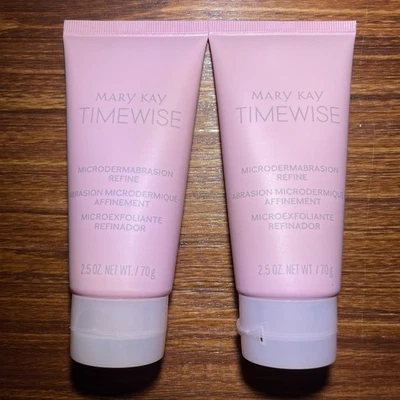 MARY KAY
TIMEWISE
MICRODERMABRASION
REFINE
ABRASION MICRODERMIQUE
AFFINEMENT
MICROEXFOLIANTE
REFINADOR
2.5 OZ. NET WT. / 70 g
MARY KAY
TIMEWISE
MICRODERMABRASION
REFINE
ABRASION MICRODERMIQUE
AFFINEMENT
MICROEXFOLIANTE
REFINADOR
2.5 OZ. NET WT. / 70 g